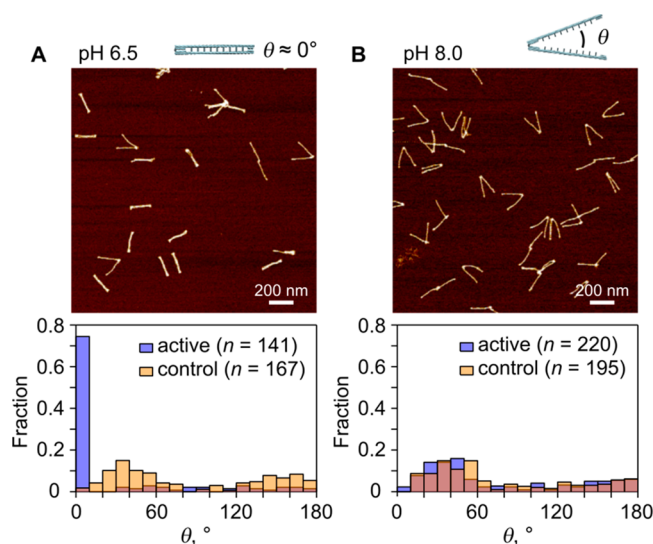 A pH 6.5 θ ≈ 0°
B pH 8.0 θ
200 nm
200 nm
0.8
0.6
0.4
0.2
0
Fraction
active (n = 141)
control (n = 167)
0 60 120 180
θ, °
0.8
0.6
0.4
0.2
0
Fraction
active (n = 220)
control (n = 195)
0 60 120 180
θ, °